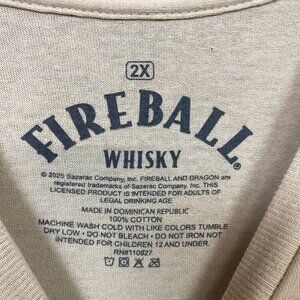 2X
FIREBALL®
WHISKY
© 2025 Sazerac Company, Inc. FIREBALL AND DRAGON are
registered trademarks of Sazerac Company, Inc. THIS
LICENSED PRODUCT IS INTENDED FOR ADULTS OF
LEGAL DRINKING AGE
MADE IN DOMINICAN REPUBLIC
100% COTTON
MACHINE WASH COLD WITH LIKE COLORS TUMBLE
DRY LOW • DO NOT BLEACH • DO NOT IRON NOT
INTENDED FOR CHILDREN 12 AND UNDER.
RN#110927